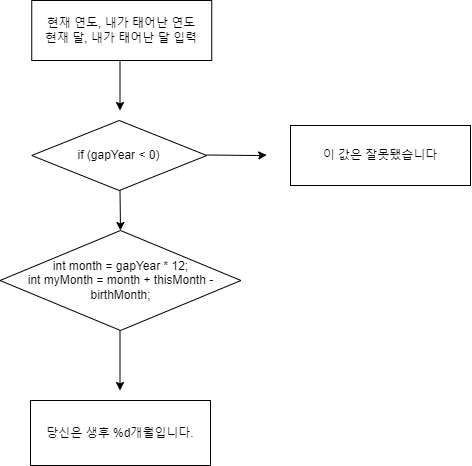 현재 연도, 내가 태어난 연도
현재 달, 내가 태어난 달 입력
if (gapYear < 0)
이 값은 잘못됐습니다
int month = gapYear * 12;
int myMonth = month + thisMonth -
birthMonth;
당신은 생후 %d개월입니다.